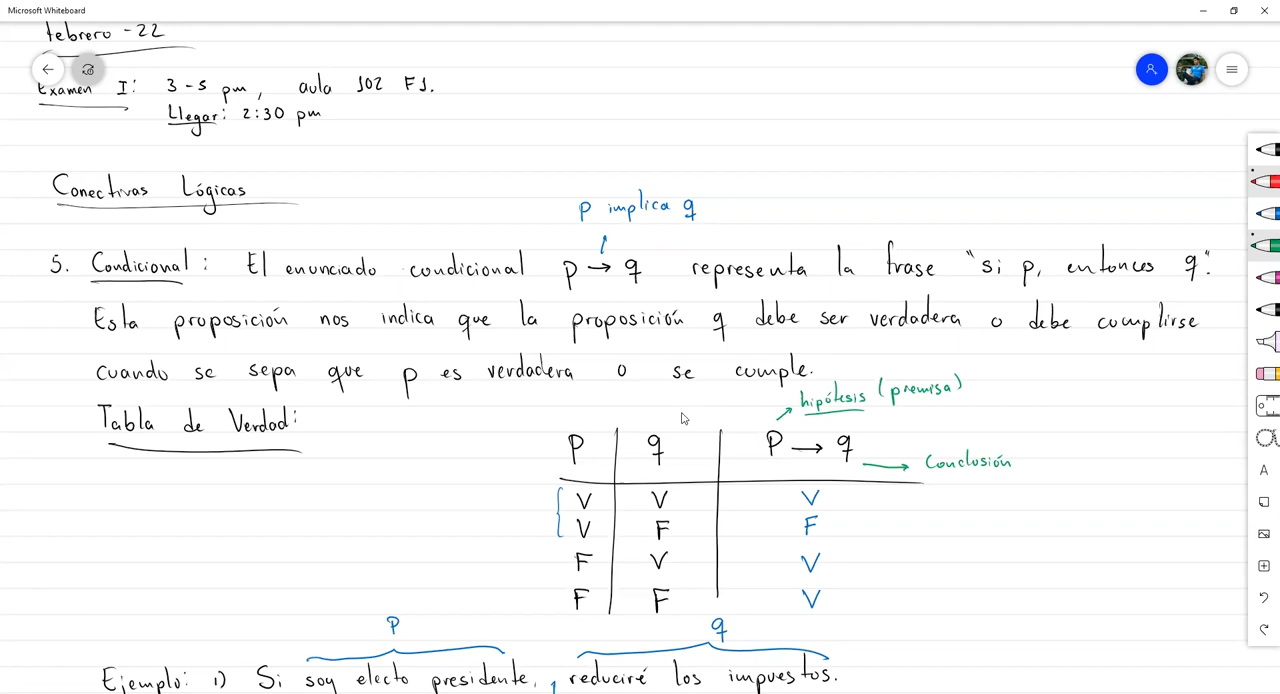 Microsoft Whiteboard
febrero - 22
Examen I: 3 - 5 pm, aula 102 F1.
Llegar: 2:30 pm
Conectivas Lógicas
p implica q
5. Condicional: El enunciado condicional p → q representa la frase "si p, entonces q".
Esta proposición nos indica que la proposición q debe ser verdadera o debe cumplirse
cuando se sepa que p es verdadera o se cumple.
hipótesis (premisa)
Tabla de Verdad:
p q p → q
Conclusión
V V V
V F F
F V V
F F V
p q
Ejemplo: 1) Si soy electo presidente, reduciré los impuestos.